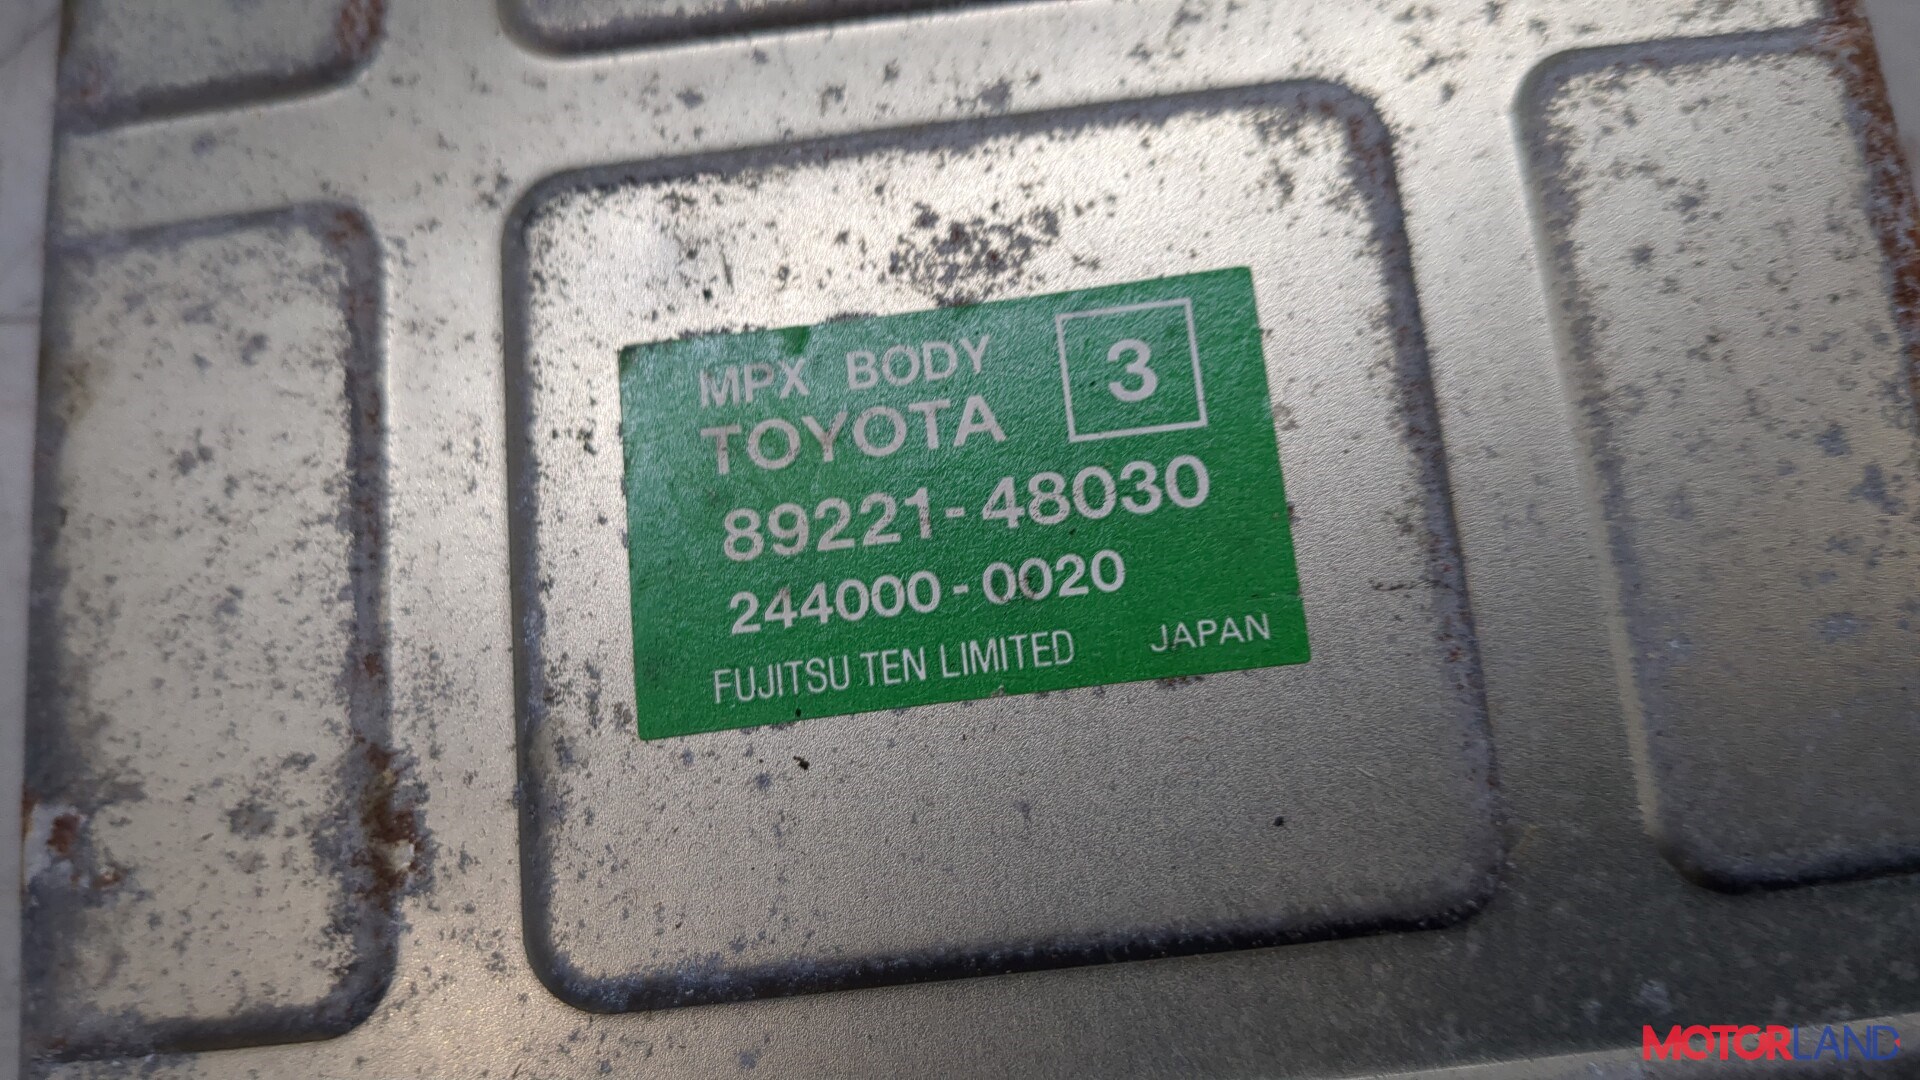 MPX BODY 3
TOYOTA
89221-48030
244000-0020
FUJITSU TEN LIMITED JAPAN
MOTORLAND